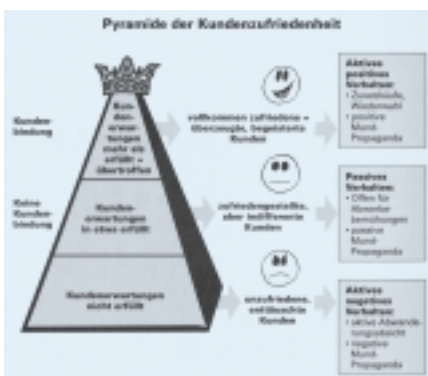 Pyramide der Kundenzufriedenheit
Kun-
den-
erwar-
tungen
mehr als
erfüllt =
übertroffen
Kunden-
bindung
vollkommen zufriedene =
überzeugte, begeisterte
Kunden
Aktives
positives
Verhalten:
• Zusatzkäufe,
Wiederwahl
• positive
Mund-
Propaganda
Keine
Kunden-
bindung
Kunden-
erwartungen
in etwa erfüllt
zufriedengestellte,
aber indifferente
Kunden
Passives
Verhalten:
• Offen für
bemühungen
• passive
Mund-
Propaganda
Kundenerwartungen
nicht erfüllt
unzufriedene,
enttäuschte
Kunden
Aktives
negatives
Verhalten:
• aktive Abwande-
rungsabsicht
• negative
Mund-
Propaganda